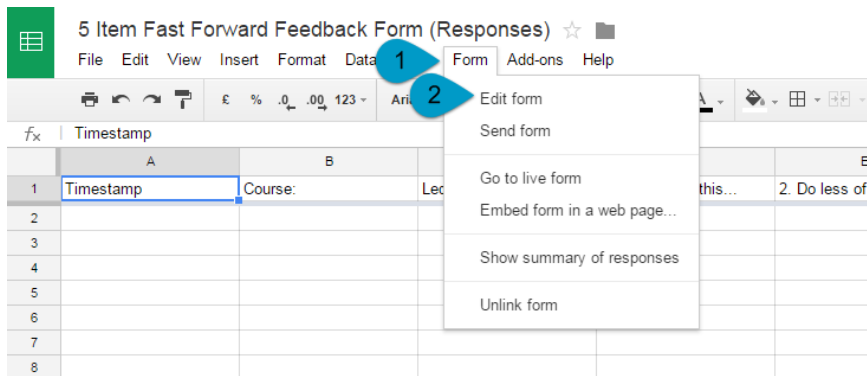 5 Item Fast Forward Feedback Form (Responses)
File Edit View Insert Format Data 1 Form Add-ons Help
£ % .0 .00 123 Ari 2 Edit form A
Send form
fx Timestamp
A B E
Go to live form
1 Timestamp Course: Lec this... 2. Do less of
Embed form in a web page...
2
3
Show summary of responses
4
5
Unlink form
6
7
8